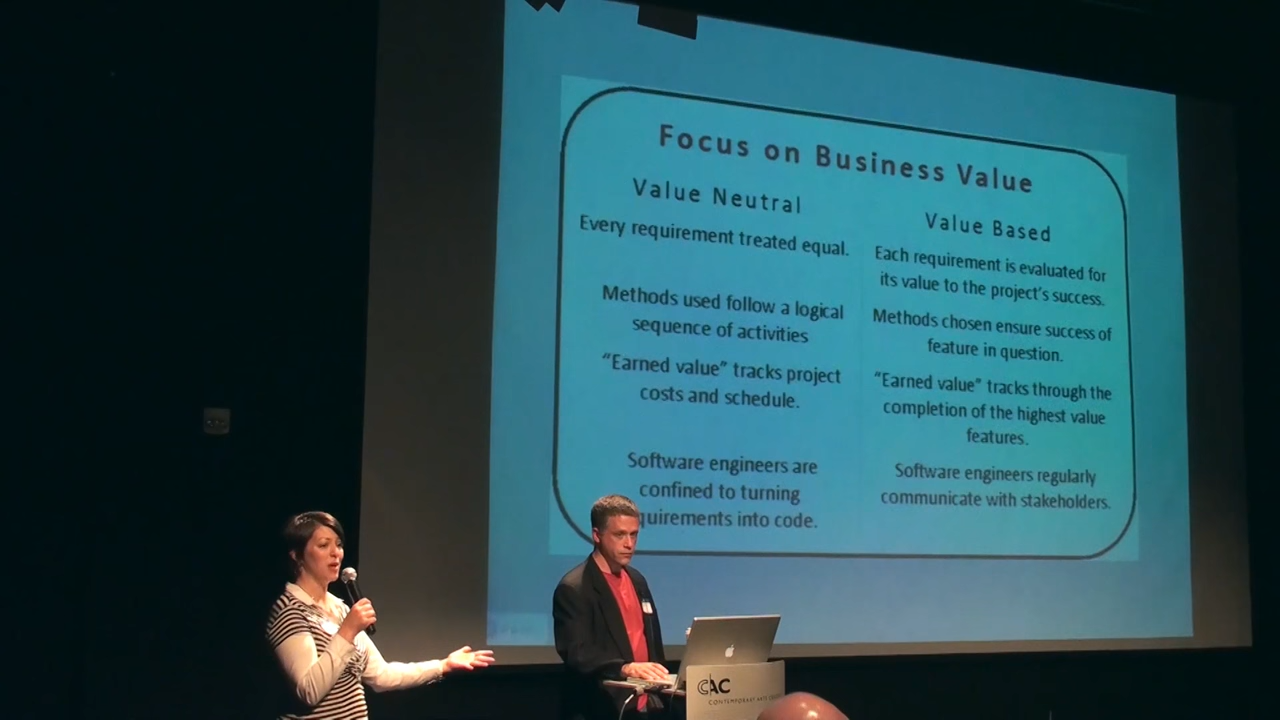 Focus on Business Value
Value Neutral
Every requirement treated equal.
Methods used follow a logical
sequence of activities
“Earned value” tracks project
costs and schedule.
Software engineers are
confined to turning
quirements into code.
Value Based
Each requirement is evaluated for
its value to the project's success.
Methods chosen ensure success of
feature in question.
“Earned value” tracks through the
completion of the highest value
features.
Software engineers regularly
communicate with stakeholders.
CAC
CONTEMPORARY ARTS